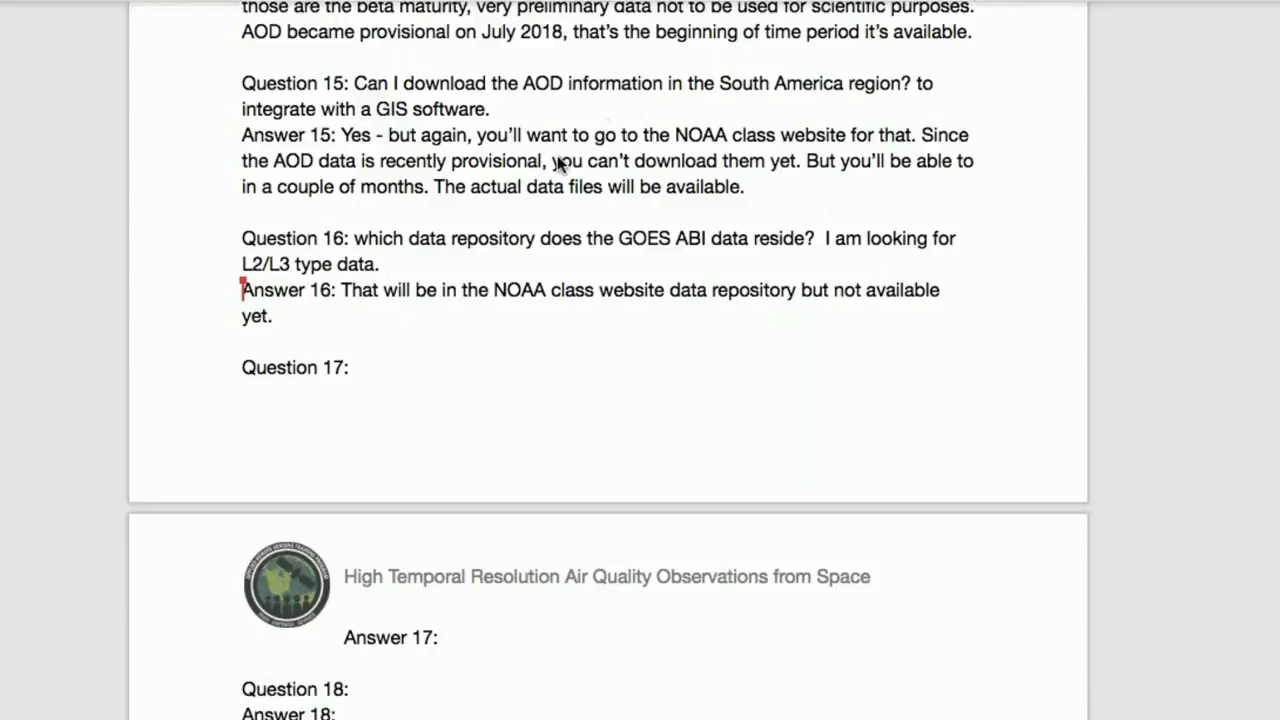 those are the beta maturity, very preliminary data not to be used for scientific purposes.
AOD became provisional on July 2018, that's the beginning of time period it's available.
Question 15: Can I download the AOD information in the South America region? to
integrate with a GIS software.
Answer 15: Yes - but again, you'll want to go to the NOAA class website for that. Since
the AOD data is recently provisional, you can't download them yet. But you'll be able to
in a couple of months. The actual data files will be available.
Question 16: which data repository does the GOES ABI data reside?  I am looking for
L2/L3 type data.
Answer 16: That will be in the NOAA class website data repository but not available
yet.
Question 17:
High Temporal Resolution Air Quality Observations from Space
Answer 17:
Question 18:
Answer 18: